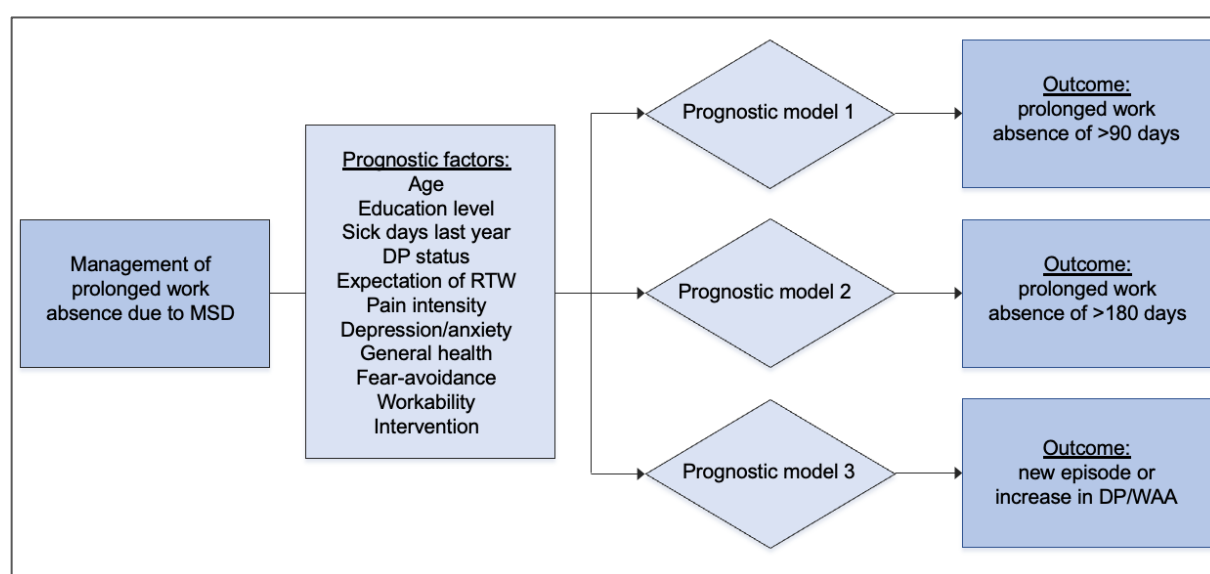 Management of
prolonged work
absence due to MSD
Prognostic factors:
Age
Education level
Sick days last year
DP status
Expectation of RTW
Pain intensity
Depression/anxiety
General health
Fear-avoidance
Workability
Intervention
Prognostic model 1
Outcome:
prolonged work
absence of >90 days
Prognostic model 2
Outcome:
prolonged work
absence of >180 days
Prognostic model 3
Outcome:
new episode or
increase in DP/WAA